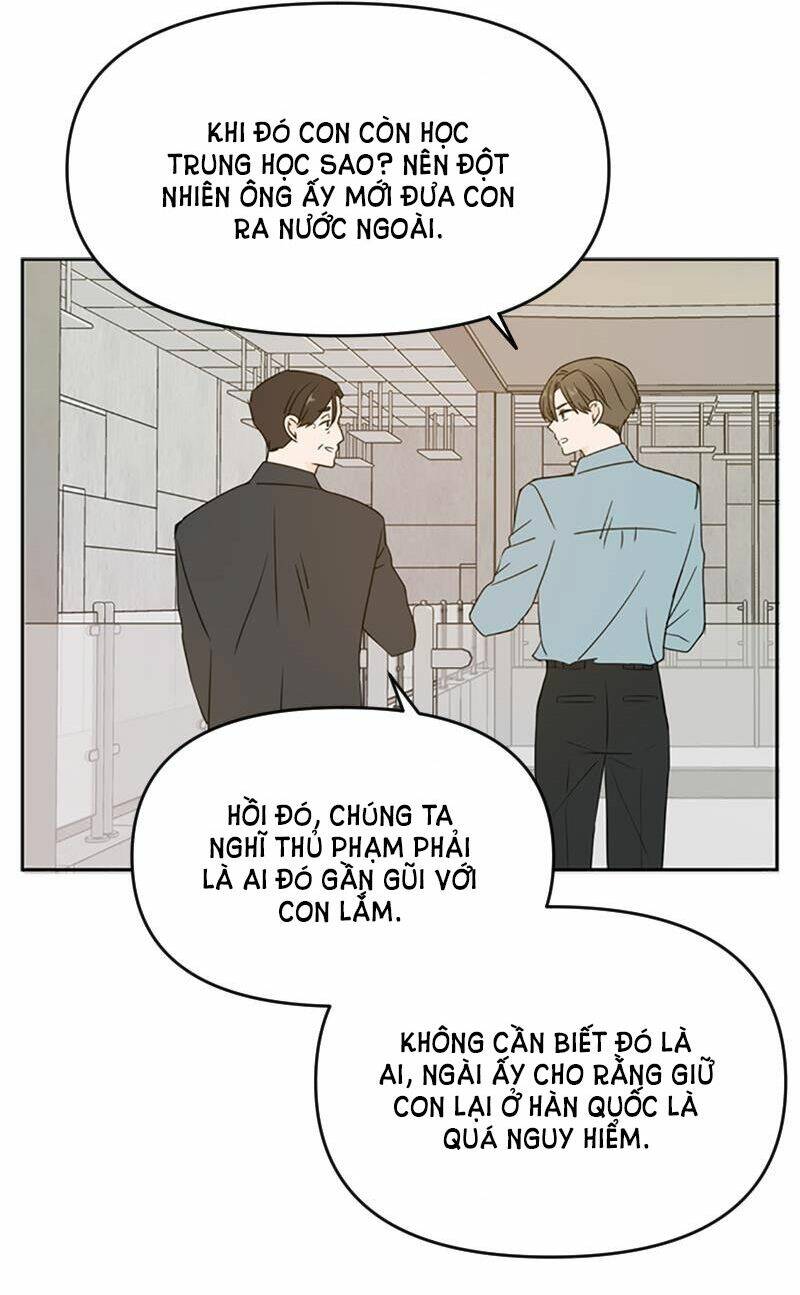 KHI ĐÓ CON CÒN HỌC
TRUNG HỌC SAO? NÊN ĐỘT
NHIÊN ÔNG ẤY MỚI ĐƯA CON
RA NƯỚC NGOÀI.
HỒI ĐÓ, CHÚNG TA
NGHĨ THỦ PHẠM PHẢI
LÀ AI ĐÓ GẦN GŨI VỚI
CON LẮM.
KHÔNG CẦN BIẾT ĐÓ LÀ
AI, NGÀI ẤY CHO RẰNG GIỮ
CON LẠI Ở HÀN QUỐC LÀ
QUÁ NGUY HIỂM.